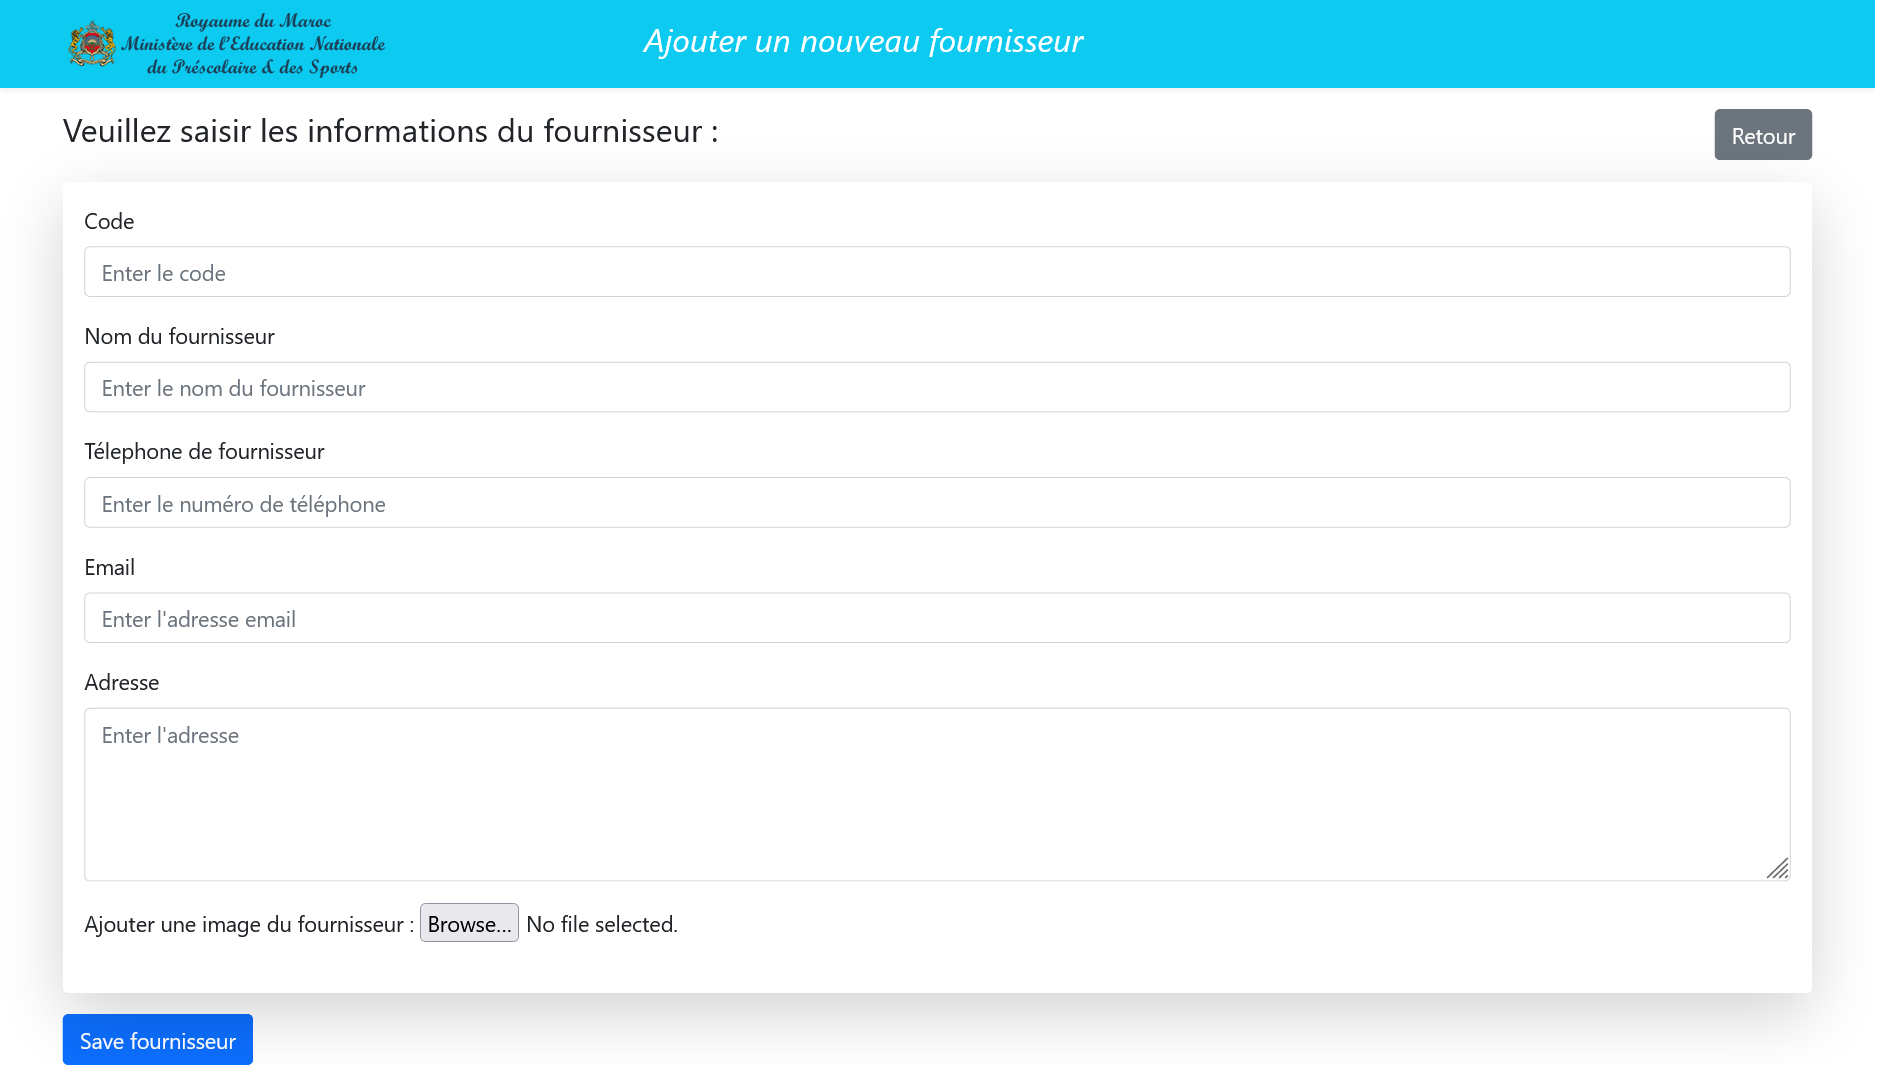 Royaume du Maroc
Ministère de l'Education Nationale
du Préscolaire & des Sports
Ajouter un nouveau fournisseur
Veuillez saisir les informations du fournisseur :
Retour
Code
Enter le code
Nom du fournisseur
Enter le nom du fournisseur
Télephone de fournisseur
Enter le numéro de téléphone
Email
Enter l'adresse email
Adresse
Enter l'adresse
Ajouter une image du fournisseur : Browse... No file selected.
Save fournisseur